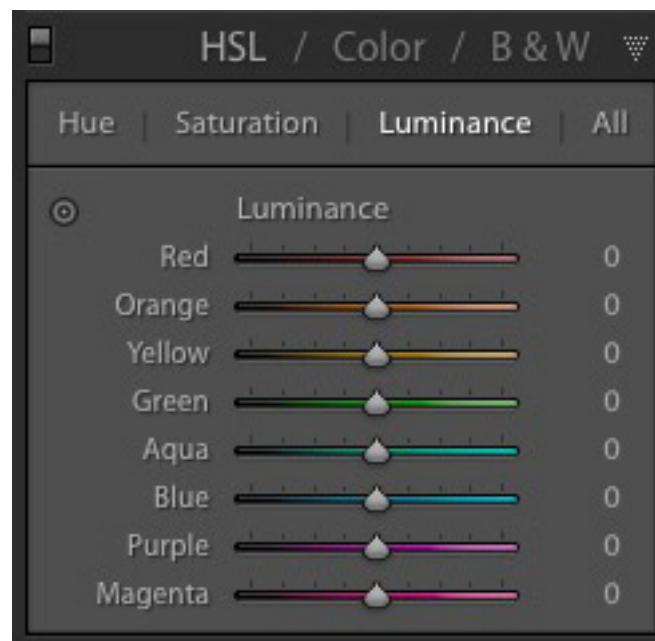 HSL / Color / B & W
Hue | Saturation | Luminance | All
Luminance
Red 0
Orange 0
Yellow 0
Green 0
Aqua 0
Blue 0
Purple 0
Magenta 0